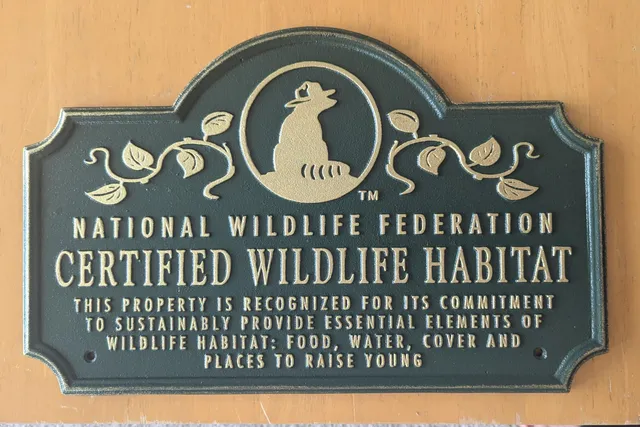 TM
NATIONAL WILDLIFE FEDERATION
CERTIFIED WILDLIFE HABITAT
THIS PROPERTY IS RECOGNIZED FOR ITS COMMITMENT
TO SUSTAINABLY PROVIDE ESSENTIAL ELEMENTS OF
WILDLIFE HABITAT: FOOD, WATER, COVER AND
PLACES TO RAISE YOUNG